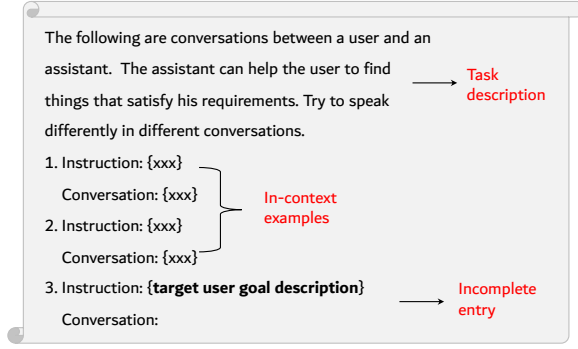 The following are conversations between a user and an
assistant. The assistant can help the user to find
things that satisfy his requirements. Try to speak
differently in different conversations.
Task
description
1. Instruction: {xxx}
Conversation: {xxx}
2. Instruction: {xxx}
Conversation: {xxx}
In-context
examples
3. Instruction: {target user goal description}
Conversation:
Incomplete
entry